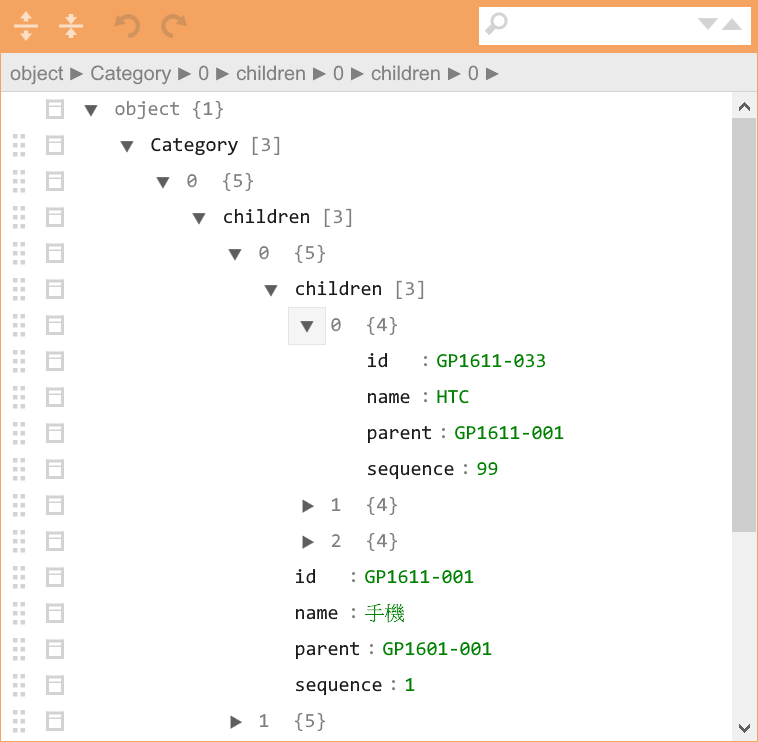 object ▶ Category ▶ 0 ▶ children ▶ 0 ▶ children ▶ 0 ▶
object {1}
Category [3]
0 {5}
children [3]
0 {5}
children [3]
0 {4}
id : GP1611-033
name : HTC
parent : GP1611-001
sequence : 99
1 {4}
2 {4}
id : GP1611-001
name : 手機
parent : GP1601-001
sequence : 1
1 {5}